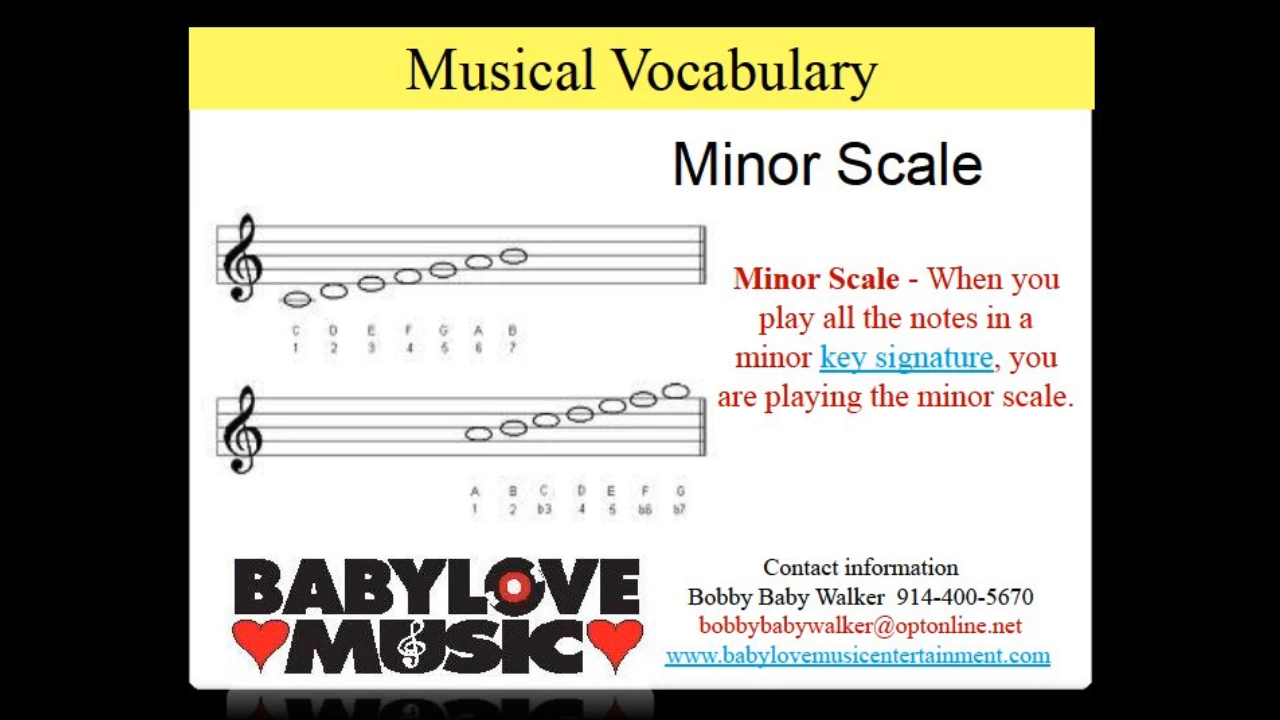 Musical Vocabulary
Minor Scale
C D E F G A B
1 2 3 4 5 6 7
Minor Scale - When you
play all the notes in a
minor key signature, you
are playing the minor scale.
A B C D E F G
1 2 b3 4 5 b6 b7
BABYLOVE
MUSIC
Contact information
Bobby Baby Walker 914-400-5670
bobbybabywalker@optonline.net
www.babylovemusicentertainment.com